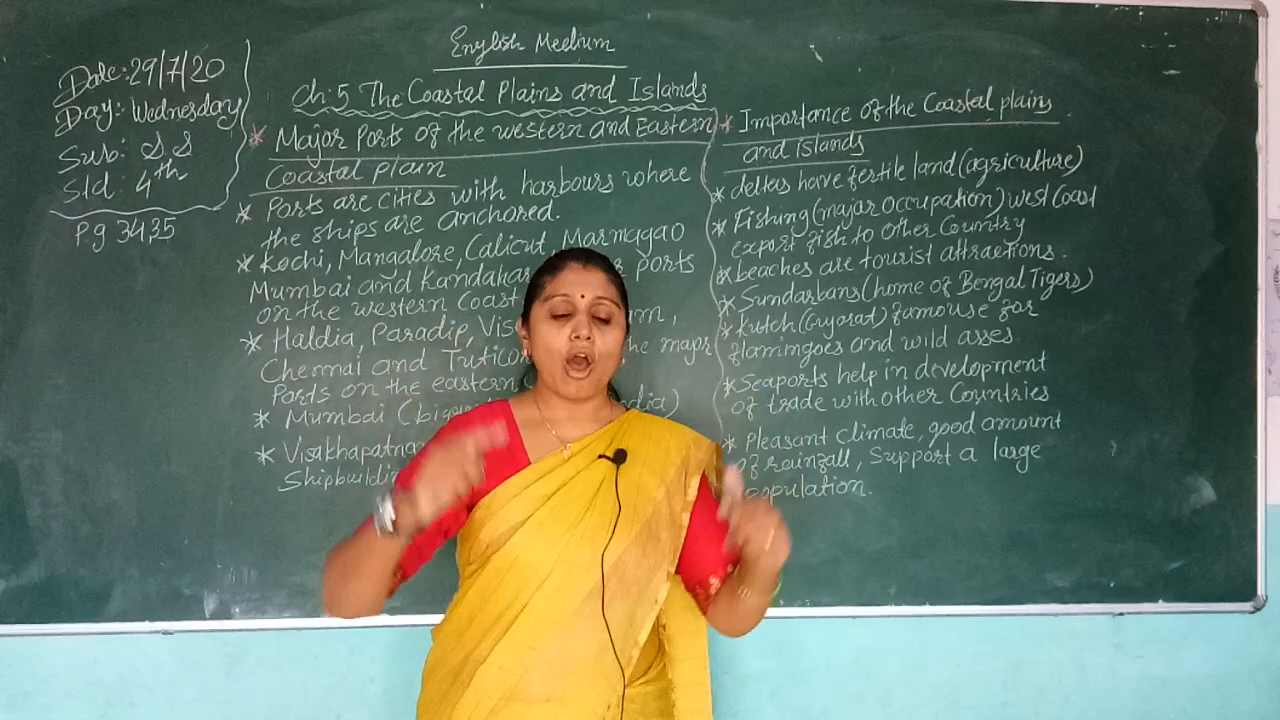 English Medium
Date: 29/7/20
Day: Wednesday
Sub: S S
Std: 4th
Pg 34,35
Ch: 5 The Coastal Plains and Islands
* Major Ports of the western and Eastern
Coastal plain
* Ports are cities with harbours where
the ships are anchored.
* Kochi, Mangalore, Calicut, Marmagao
Mumbai and Kandahar ports
on the western Coast
* Haldia, Paradip,
Chennai and the major
Ports on the eastern
* Mumbai
* Visakhapatnam
* Importance of the Coastal plains
and Islands
* deltas have fertile land (agriculture)
* Fishing (major occupation) west Coast
export fish to other Country
* beaches are tourist attractions.
* Sundarbans (home of Bengal Tigers)
* Kutch (Gujarat) famouse for
flamingoes and wild asses
* Seaports help in development
of trade with other Countries
* Pleasant climate, good amount
of rainfall, support a large
population.